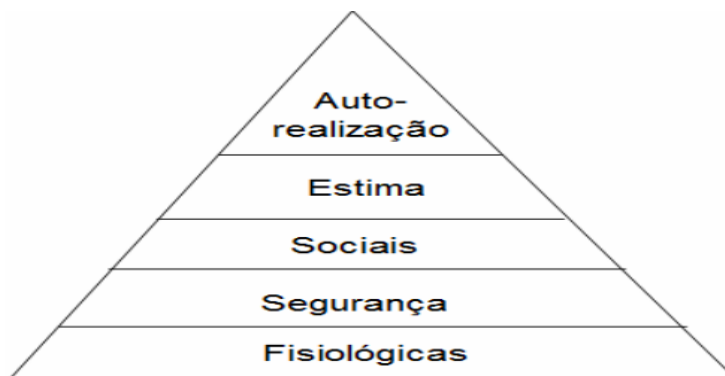 Auto-
realização
Estima
Sociais
Segurança
Fisiológicas